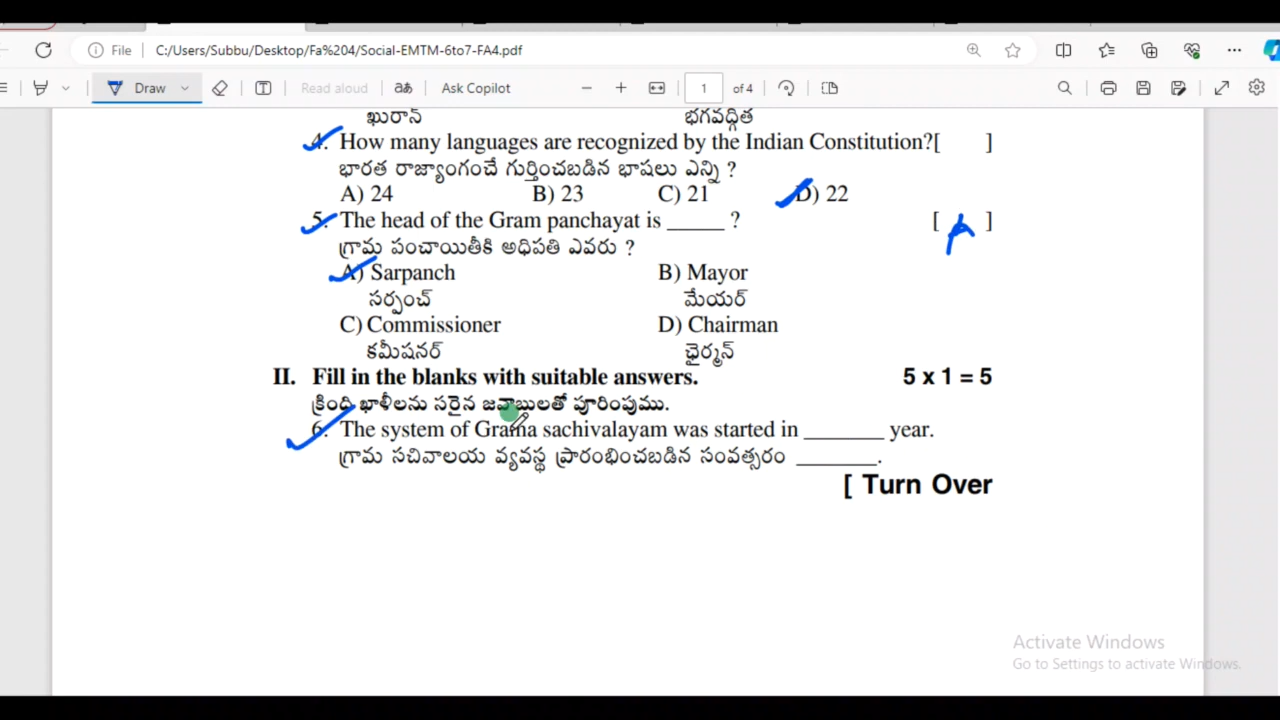 File C:/Users/Subbu/Desktop/Fa%204/Social-EMTM-6to7-FA4.pdf
Draw Read aloud aあ Ask Copilot 1 of 4
ఖురాన్ భగవద్గీత
4. How many languages are recognized by the Indian Constitution?[ ]
భారత రాజ్యాంగంచే గుర్తించబడిన భాషలు ఎన్ని ?
A) 24 B) 23 C) 21 D) 22
5. The head of the Gram panchayat is _____ ? [ A ]
గ్రామ పంచాయితీకి అధిపతి ఎవరు ?
A) Sarpanch B) Mayor
సర్పంచ్ మేయర్
C) Commissioner D) Chairman
కమీషనర్ ఛైర్మన్
II. Fill in the blanks with suitable answers. 5 x 1 = 5
క్రింది ఖాళీలను సరైన జవాబులతో పూరింపుము.
6. The system of Grama sachivalayam was started in _______ year.
గ్రామ సచివాలయ వ్యవస్థ ప్రారంభించబడిన సంవత్సరం _______.
[ Turn Over
Activate Windows
Go to Settings to activate Windows.